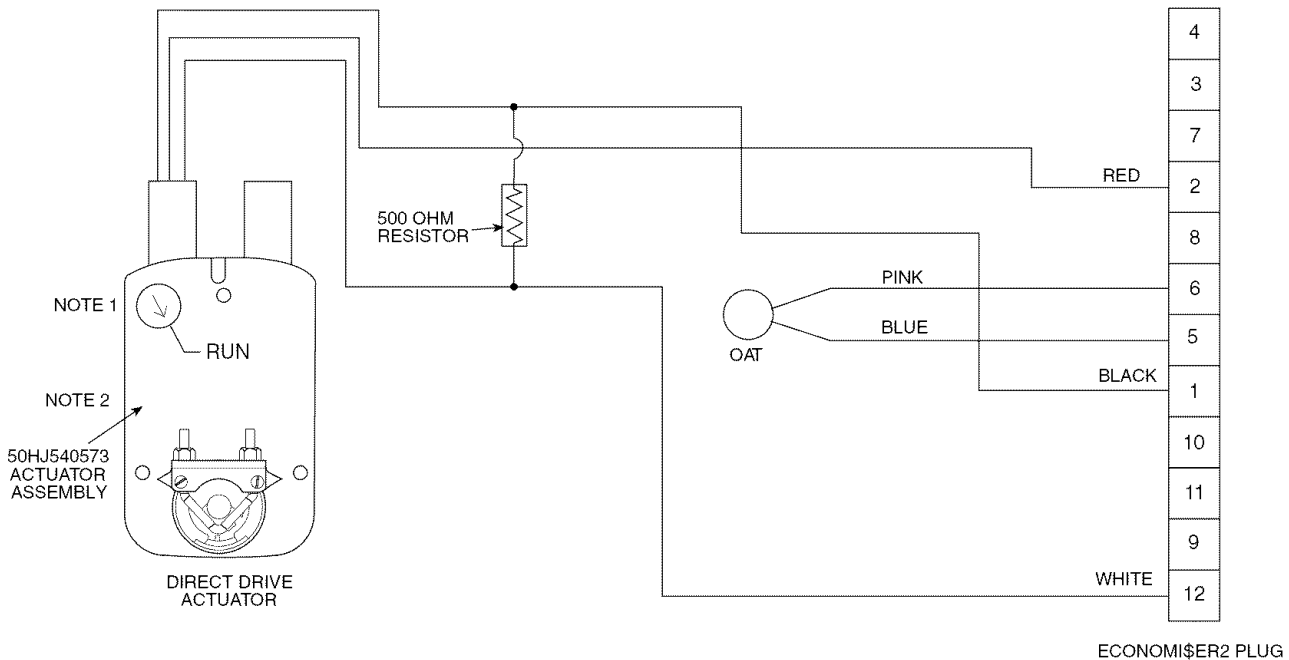 4
3
7
RED
2
500 OHM
RESISTOR
8
PINK
6
NOTE 1
BLUE
5
RUN
OAT
BLACK
1
NOTE 2
10
50HJ540573
ACTUATOR
ASSEMBLY
11
9
DIRECT DRIVE
ACTUATOR
WHITE
12
ECONOMI$ER2 PLUG